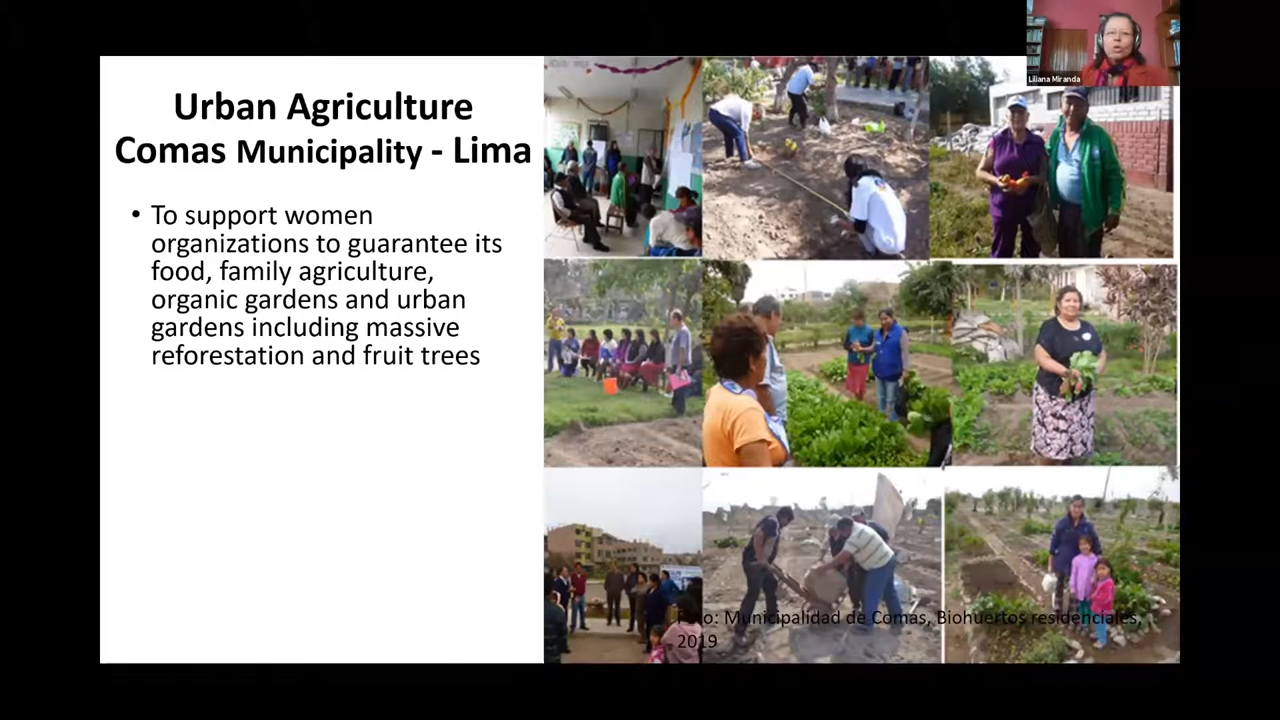 Liliana Miranda
Urban Agriculture
Comas Municipality - Lima
• To support women
organizations to guarantee its
food, family agriculture,
organic gardens and urban
gardens including massive
reforestation and fruit trees
Foto: Municipalidad de Comas, Biohuertos residenciales,
2019